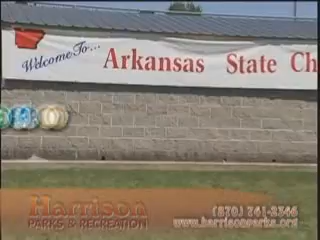 Welcome To... Arkansas State Ch
Harrison
PARKS & RECREATION
(870) 741-2346
www.harrisonparks.org